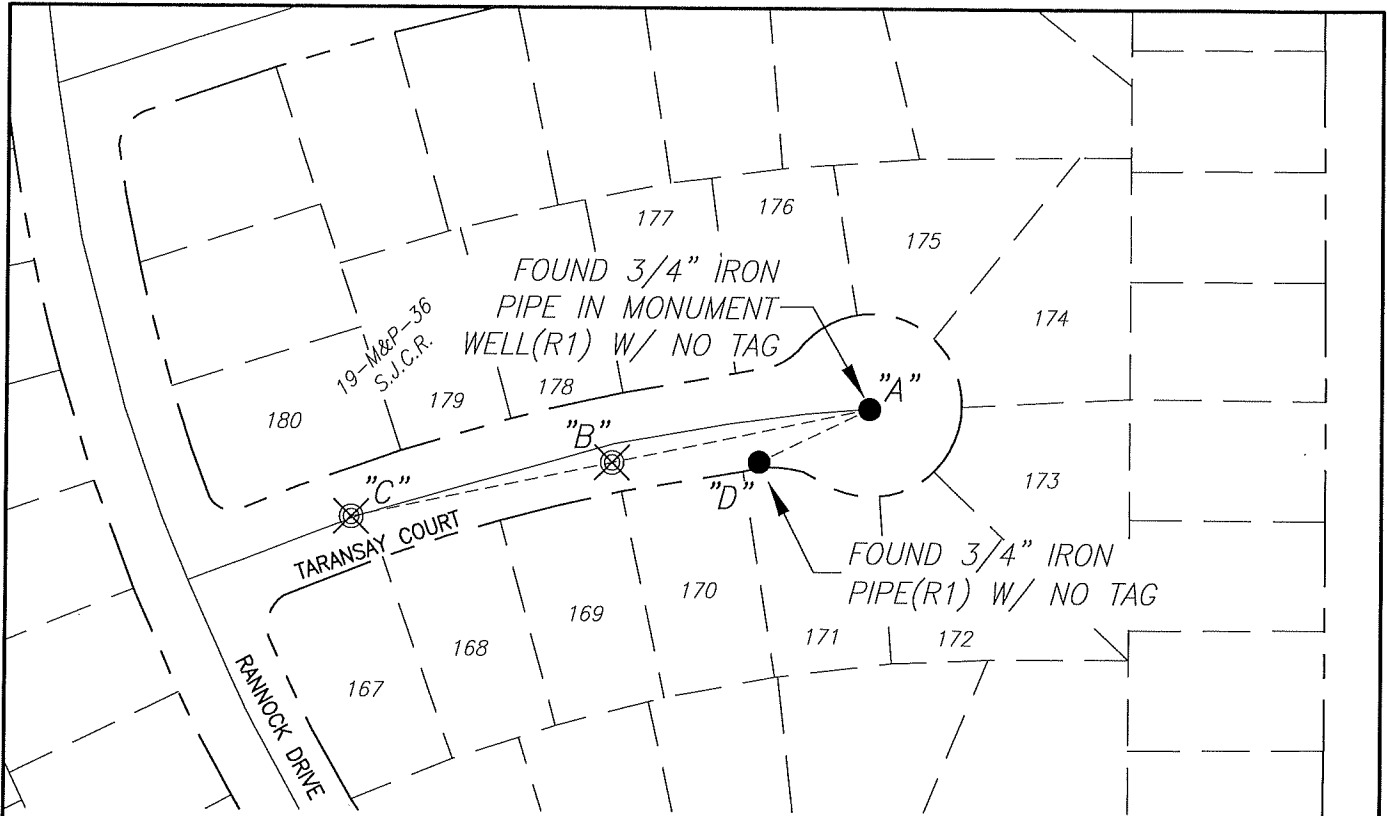 177
176
175
FOUND 3/4" IRON
PIPE IN MONUMENT
WELL(R1) W/ NO TAG
174
19-M&P-36
S.J.C.R.
180
179
178
"A"
"B"
"C"
"D"
173
TARANSAY COURT
FOUND 3/4" IRON
PIPE(R1) W/ NO TAG
170
169
171
172
168
167
RANNOCK DRIVE